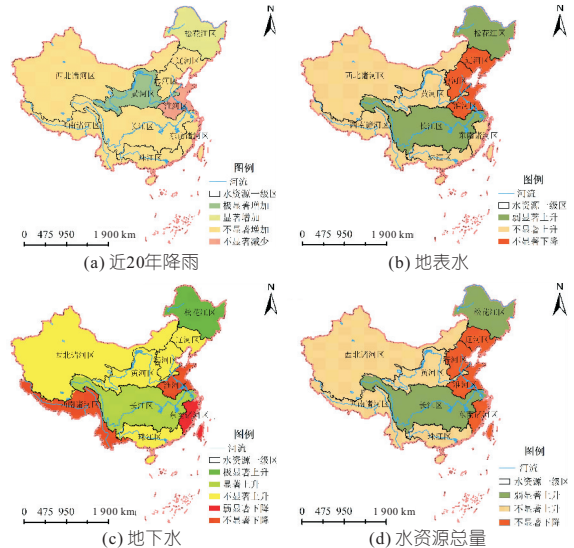 N
松花江区
辽河区
西北诸河区
海河区
黄河区
淮河区
西南诸河区
长江区
东南诸河区
珠江区
图例
河流
水资源一级区
极显著增加
显著增加
不显著增加
不显著减少
0 475 950 1 900 km
(a) 近20年降雨
N
松花江区
辽河区
西北诸河区
黄河区
淮河区
西南诸河区
长江区
东南诸河区
珠江区
图例
河流
水资源一级区
弱显著上升
不显著上升
不显著下降
0 475 950 1 900 km
(b) 地表水
N
松花江区
辽河区
西北诸河区
海河区
黄河区
淮河区
西南诸河区
长江区
东南诸河区
珠江区
图例
河流
水资源一级区
极显著上升
显著上升
不显著上升
弱显著下降
不显著下降
0 475 950 1 900 km
(c) 地下水
N
松花江区
辽河区
西北诸河区
海河区
黄河区
淮河区
西南诸河区
长江区
东南诸河区
珠江区
图例
河流
水资源一级区
弱显著上升
不显著上升
不显著下降
0 475 950 1 900 km
(d) 水资源总量